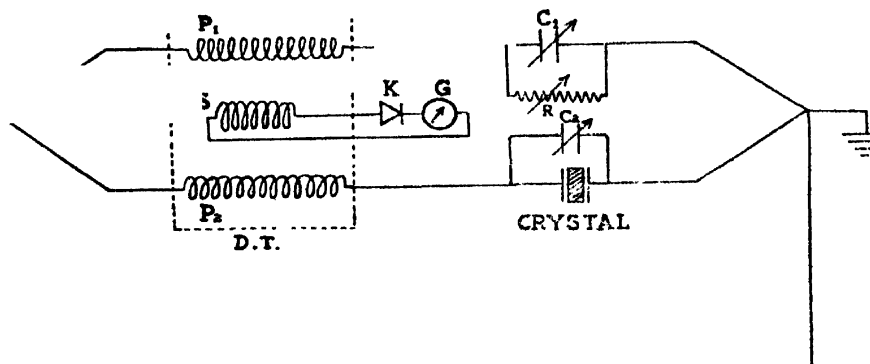 P₁
C₁
S
K
G
R
C₂
P₂
CRYSTAL
D.T.